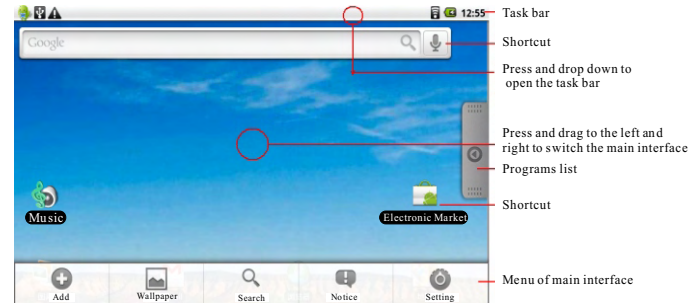 12:55
Task bar
Google
Shortcut
Press and drop down to
open the task bar
Press and drag to the left and
right to switch the main interface
Programs list
Music
Electronic Market
Shortcut
Add
Wallpaper
Search
Notice
Setting
Menu of main interface